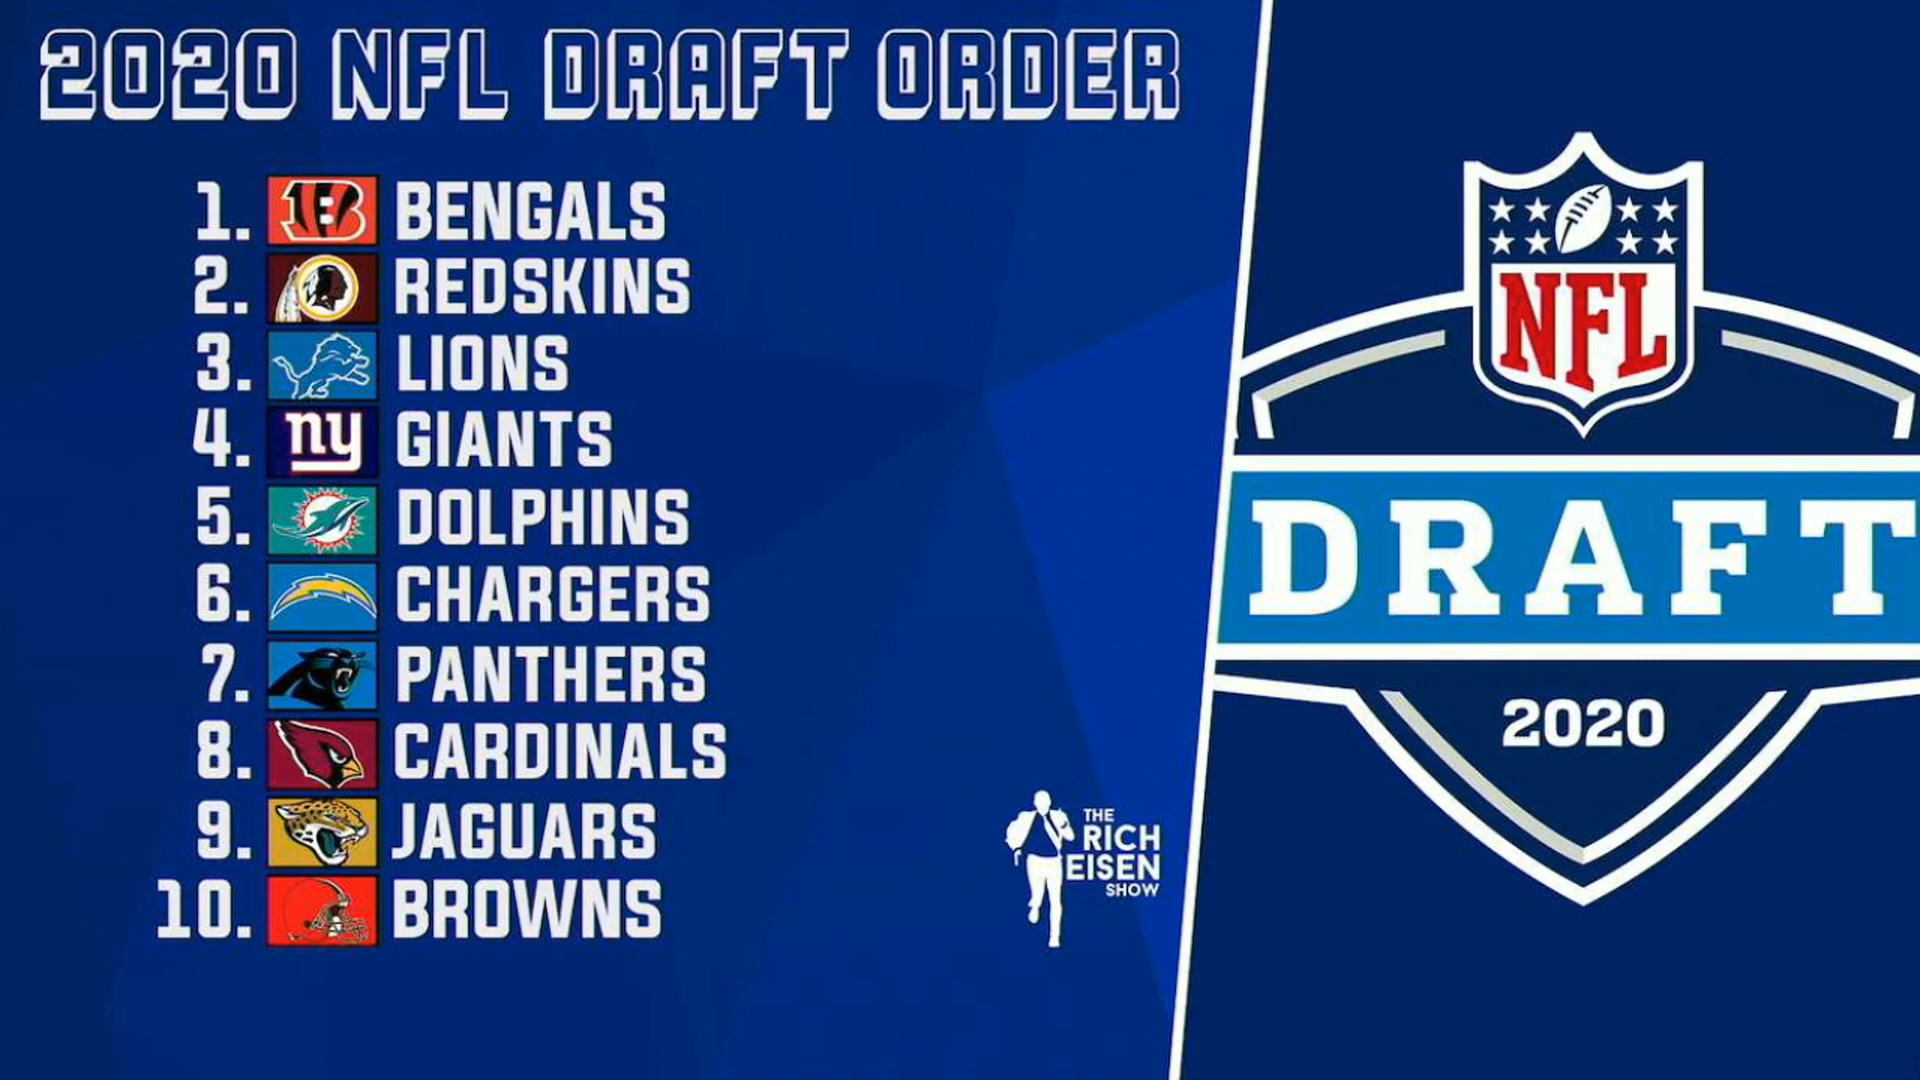 2020 NFL DRAFT ORDER
1. BENGALS
2. REDSKINS
3. LIONS
4. ny GIANTS
5. DOLPHINS
6. CHARGERS
7. PANTHERS
8. CARDINALS
9. JAGUARS
10. BROWNS
THE
RICH
EISEN
SHOW
NFL
DRAFT
2020